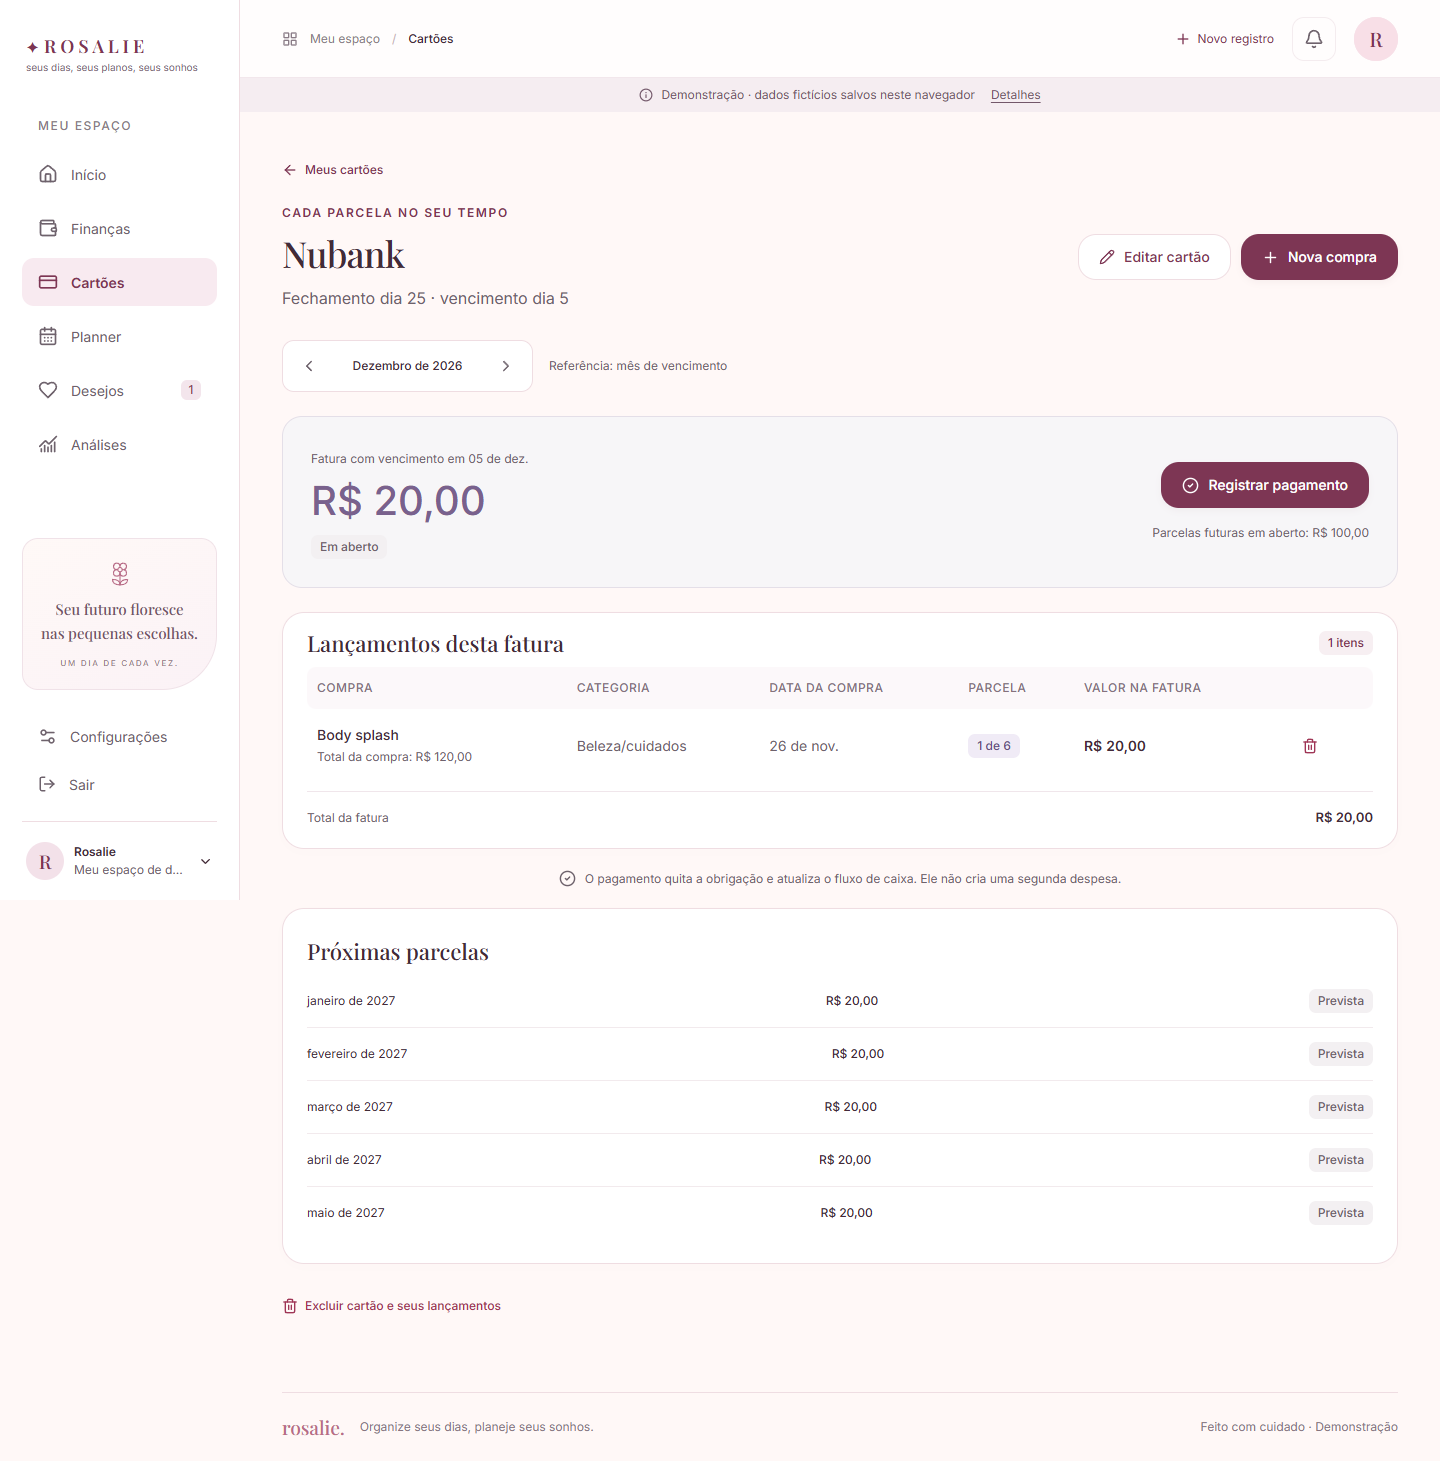 ✦ROSALIE
seus dias, seus planos, seus sonhos
MEU ESPAÇO
Início
Finanças
Cartões
Planner
Desejos 1
Análises
Seu futuro floresce
nas pequenas escolhas.
UM DIA DE CADA VEZ.
Configurações
Sair
R
Rosalie
Meu espaço de d...
Meu espaço / Cartões
Novo registro
R
Demonstração · dados fictícios salvos neste navegador Detalhes
Meus cartões
CADA PARCELA NO SEU TEMPO
Nubank
Fechamento dia 25 · vencimento dia 5
Editar cartão
Nova compra
Dezembro de 2026
Referência: mês de vencimento
Fatura com vencimento em 05 de dez.
R$ 20,00
Em aberto
Registrar pagamento
Parcelas futuras em aberto: R$ 100,00
Lançamentos desta fatura
1 itens
COMPRA CATEGORIA DATA DA COMPRA PARCELA VALOR NA FATURA
Body splash
Total da compra: R$ 120,00
Beleza/cuidados
26 de nov.
1 de 6
R$ 20,00
Total da fatura R$ 20,00
O pagamento quita a obrigação e atualiza o fluxo de caixa. Ele não cria uma segunda despesa.
Próximas parcelas
janeiro de 2027 R$ 20,00 Prevista
fevereiro de 2027 R$ 20,00 Prevista
março de 2027 R$ 20,00 Prevista
abril de 2027 R$ 20,00 Prevista
maio de 2027 R$ 20,00 Prevista
Excluir cartão e seus lançamentos
rosalie. Organize seus dias, planeje seus sonhos.
Feito com cuidado · Demonstração